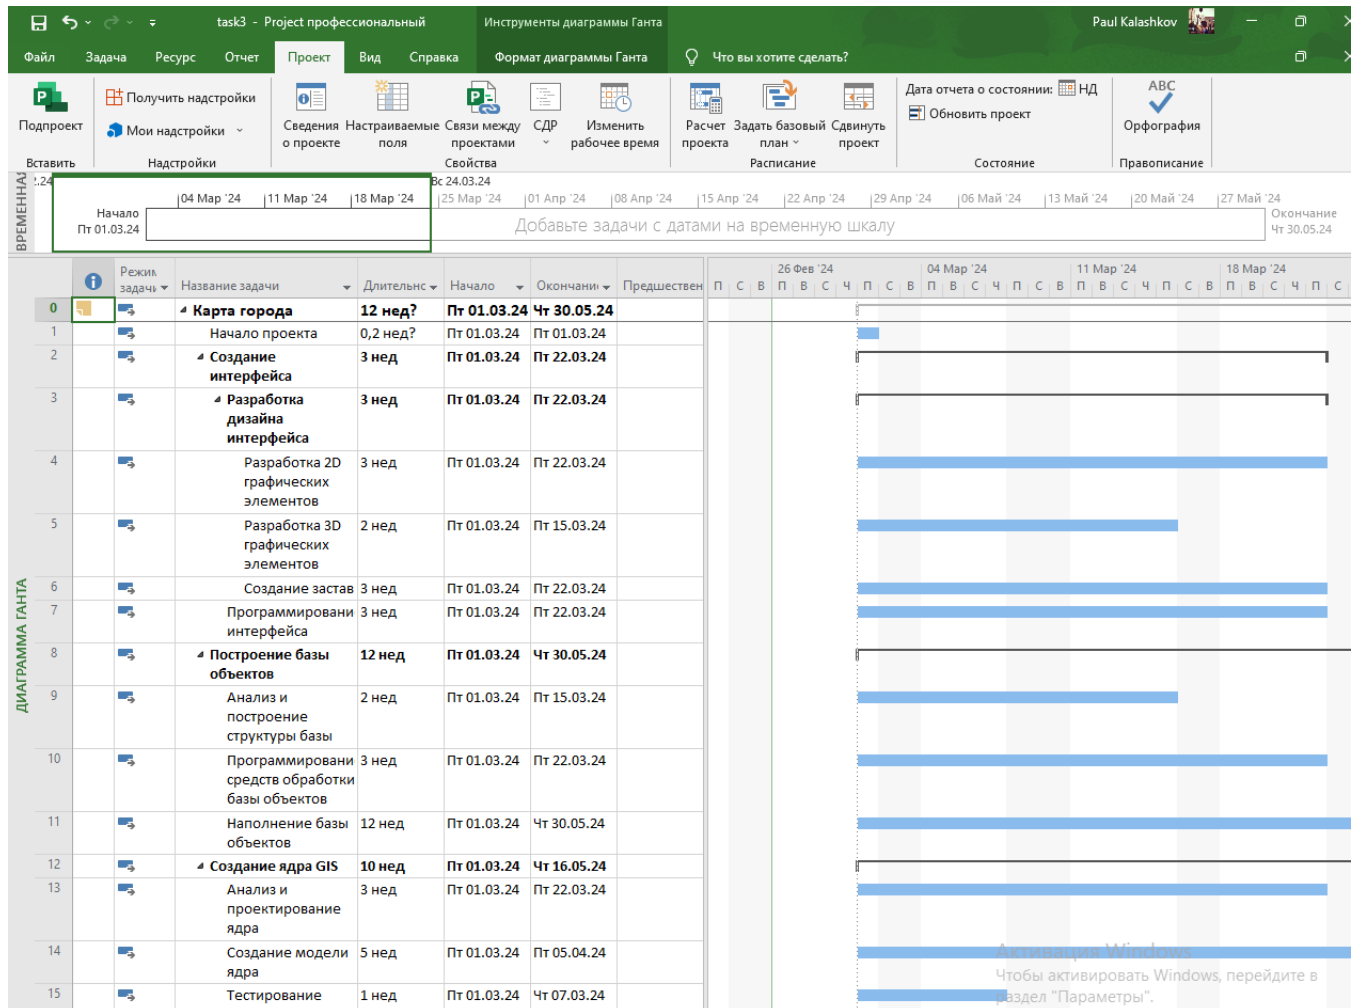 task3 - Project профессиональный
Инструменты диаграммы Ганта
Paul Kalashkov
Файл Задача Ресурс Отчет Проект Вид Справка Формат диаграммы Ганта Что вы хотите сделать?
Подпроект
Получить надстройки
Мои надстройки
Сведения о проекте
Настраиваемые поля
Связи между проектами
СДР
Изменить рабочее время
Расчет проекта
Задать базовый план
Сдвинуть проект
Дата отчета о состоянии: НД
Обновить проект
ABC
Орфография
Вставить Надстройки Свойства Расписание Состояние Правописание
2.24 Вс 24.03.24
04 Мар '24 11 Мар '24 18 Мар '24 25 Мар '24 01 Апр '24 08 Апр '24 15 Апр '24 22 Апр '24 29 Апр '24 06 Май '24 13 Май '24 20 Май '24 27 Май '24
Начало
Пт 01.03.24
Добавьте задачи с датами на временную шкалу
Окончание
Чт 30.05.24
ВРЕМЕННАЯ
ДИАГРАММА ГАНТА
Режим задачи Название задачи Длительнс Начало Окончани Предшествен
26 Фев '24 04 Мар '24 11 Мар '24 18 Мар '24
П С В П В С Ч П С В П В С Ч П С В П В С Ч П С В П В С Ч П С
0 Карта города 12 нед? Пт 01.03.24 Чт 30.05.24
1 Начало проекта 0,2 нед? Пт 01.03.24 Пт 01.03.24
2 Создание интерфейса 3 нед Пт 01.03.24 Пт 22.03.24
3 Разработка дизайна интерфейса 3 нед Пт 01.03.24 Пт 22.03.24
4 Разработка 2D графических элементов 3 нед Пт 01.03.24 Пт 22.03.24
5 Разработка 3D графических элементов 2 нед Пт 01.03.24 Пт 15.03.24
6 Создание застав 3 нед Пт 01.03.24 Пт 22.03.24
7 Программировани интерфейса 3 нед Пт 01.03.24 Пт 22.03.24
8 Построение базы объектов 12 нед Пт 01.03.24 Чт 30.05.24
9 Анализ и построение структуры базы 2 нед Пт 01.03.24 Пт 15.03.24
10 Программировани средств обработки базы объектов 3 нед Пт 01.03.24 Пт 22.03.24
11 Наполнение базы объектов 12 нед Пт 01.03.24 Чт 30.05.24
12 Создание ядра GIS 10 нед Пт 01.03.24 Чт 16.05.24
13 Анализ и проектирование ядра 3 нед Пт 01.03.24 Пт 22.03.24
14 Создание модели ядра 5 нед Пт 01.03.24 Пт 05.04.24
15 Тестирование 1 нед Пт 01.03.24 Чт 07.03.24
Активация Windows
Чтобы активировать Windows, перейдите в
раздел "Параметры".